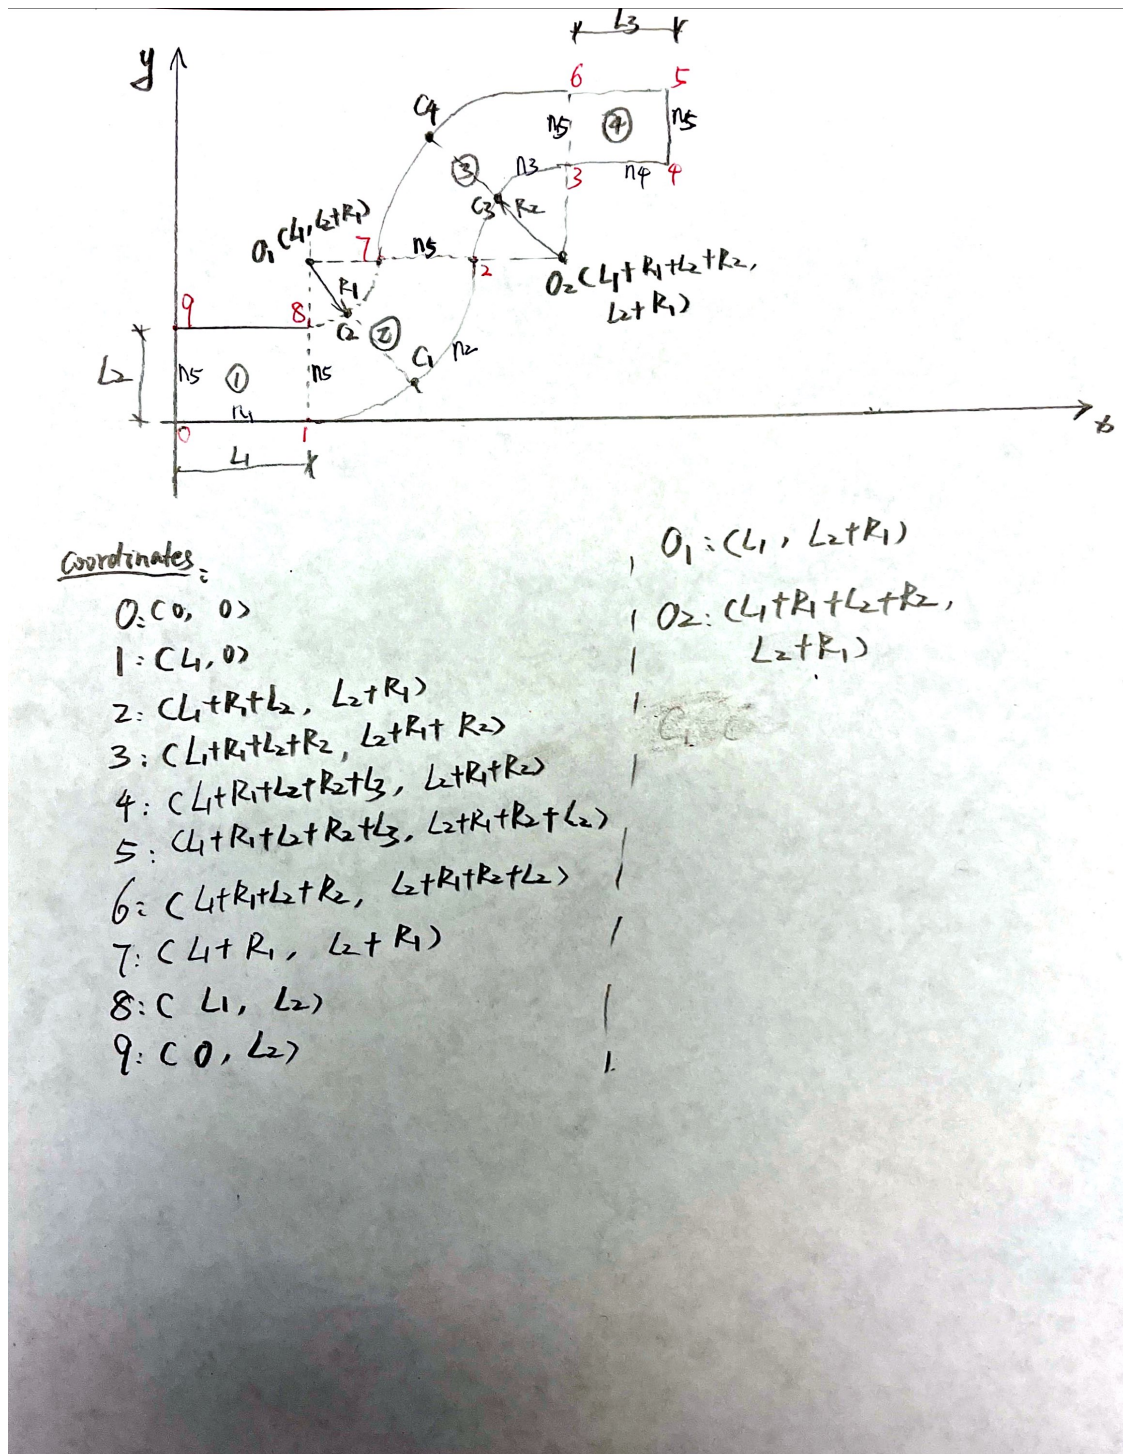 L3
y
6
5
C4
n5
4
n5
3
n3
3
n4
4
C3
R2
O1(L1, L2+R1)
7
n5
2
O2(L1+R1+L2+R2,
L2+R1)
R1
9
8
C2
2
n2
C1
L2
n5
1
n5
n1
0
1
x
L1
Coordinates:
0:(0, 0)
1:(L1, 0)
2:(L1+R1+L2, L2+R1)
3:(L1+R1+L2+R2, L2+R1+R2)
4:(L1+R1+L2+R2+L3, L2+R1+R2)
5:(L1+R1+L2+R2+L3, L2+R1+R2+L2)
6:(L1+R1+L2+R2, L2+R1+R2+L2)
7:(L1+R1, L2+R1)
8:(L1, L2)
9:(0, L2)
O1:(L1, L2+R1)
O2:(L1+R1+L2+R2,
L2+R1)